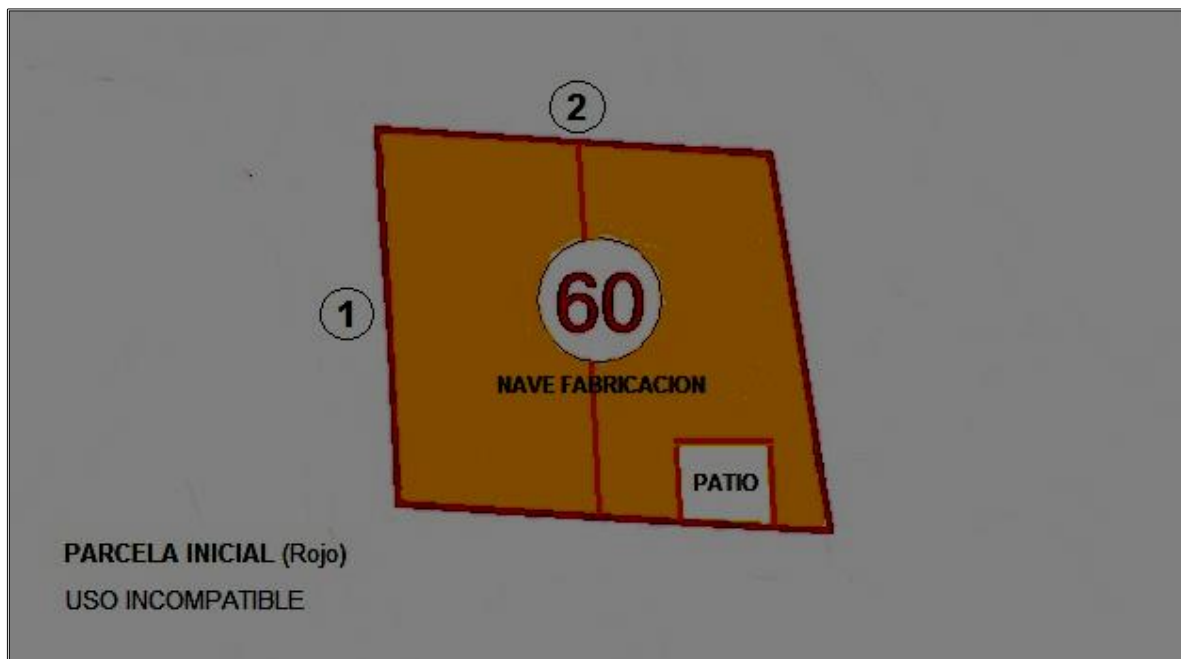 2
1
60
NAVE FABRICACION
PATIO
PARCELA INICIAL (Rojo)
USO INCOMPATIBLE